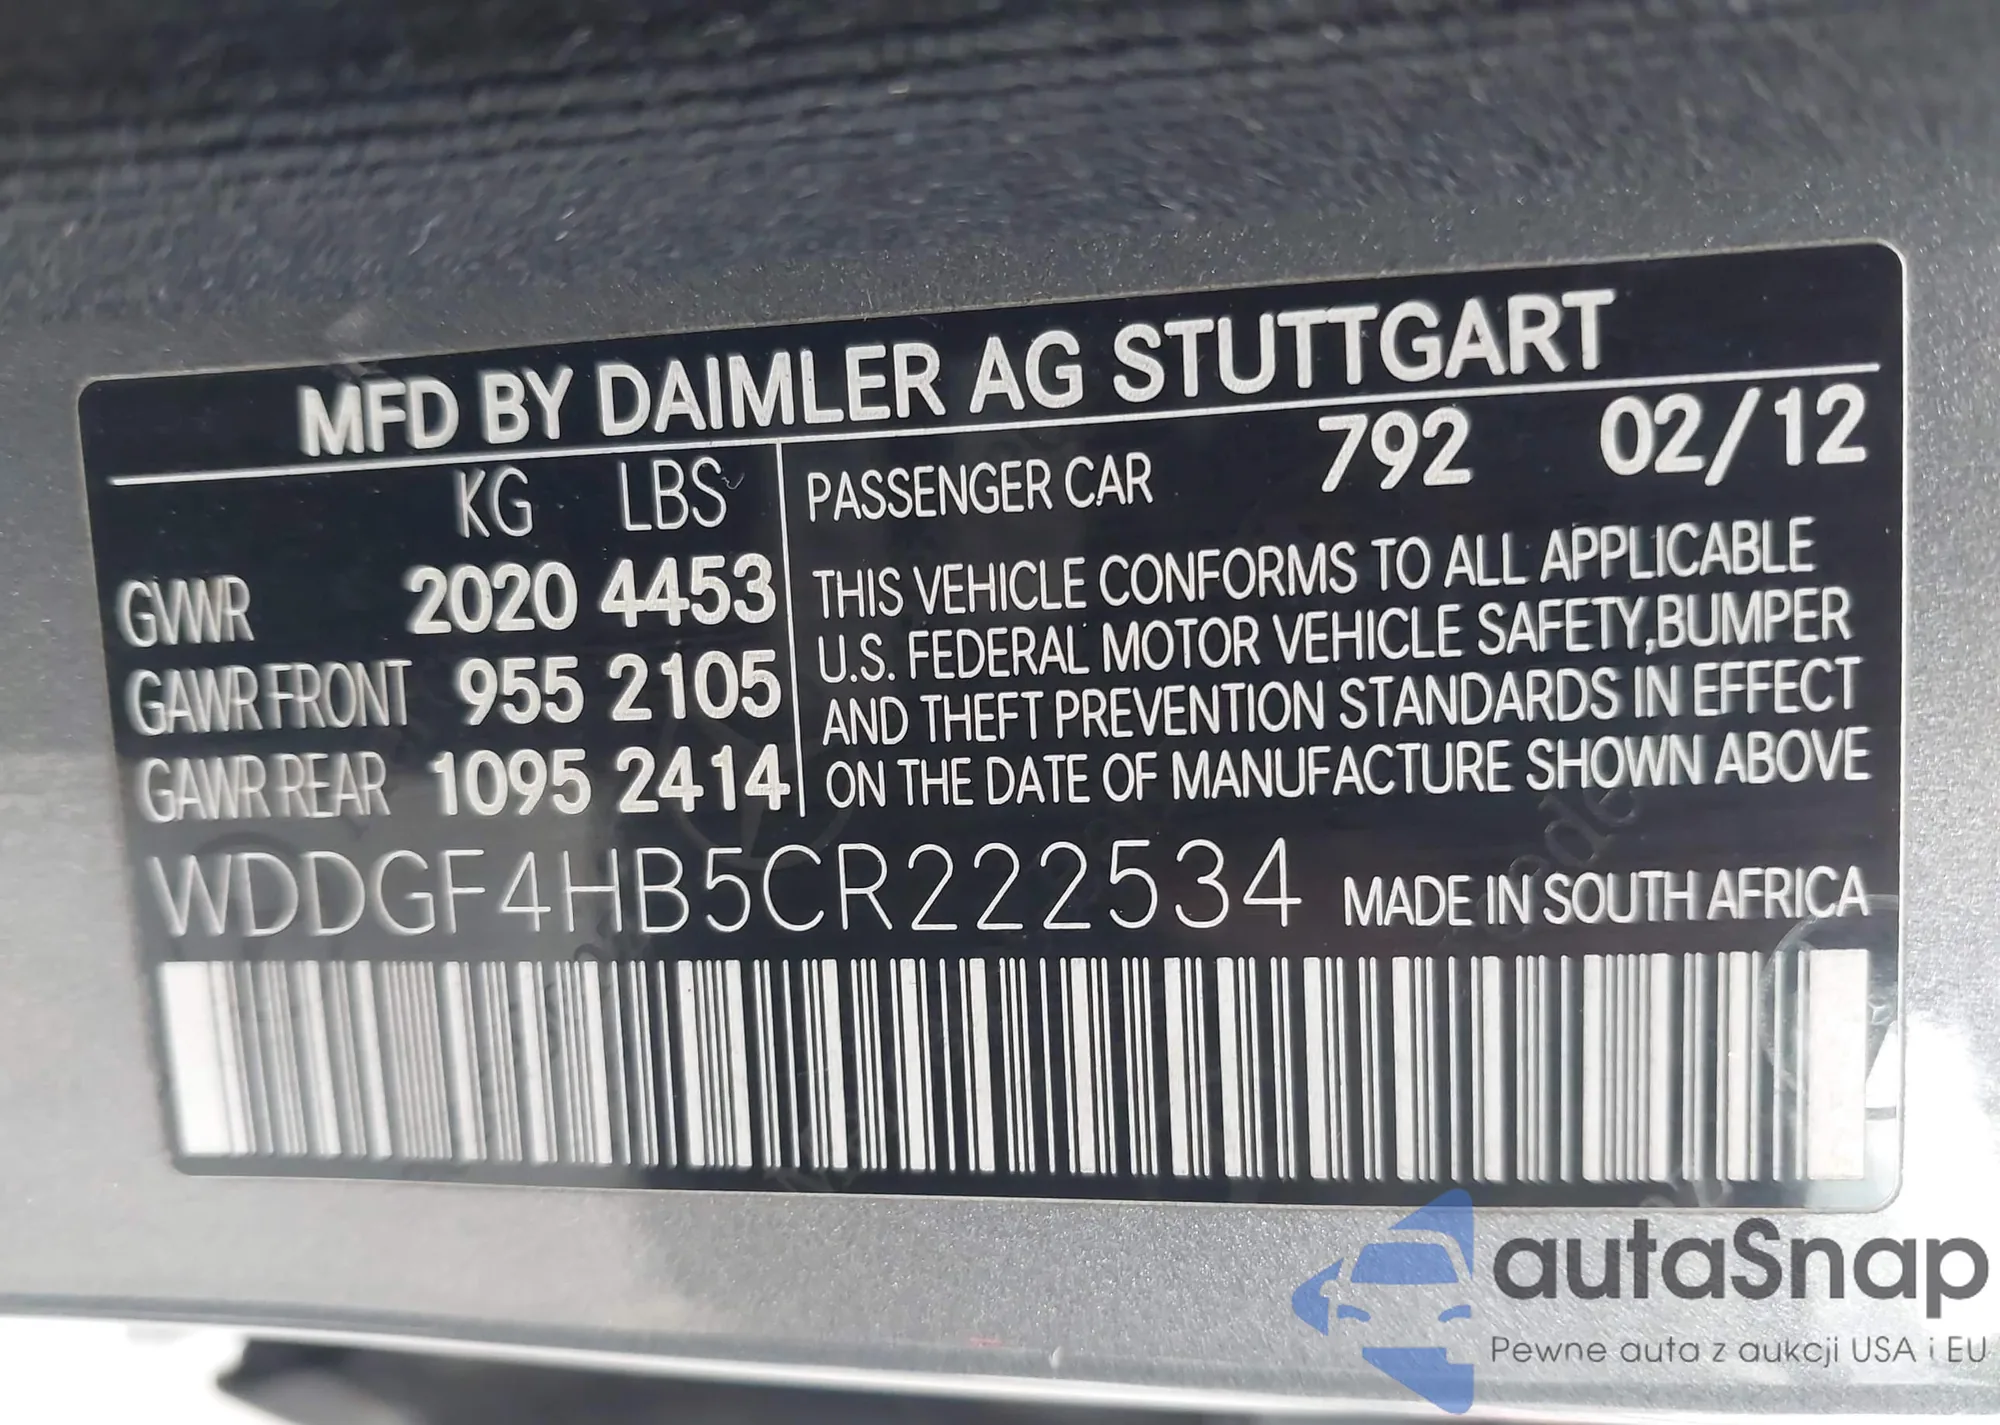 MFD BY DAIMLER AG STUTTGART
KG LBS
GVWR 2020 4453
GAWR FRONT 955 2105
GAWR REAR 1095 2414
PASSENGER CAR 792 02/12
THIS VEHICLE CONFORMS TO ALL APPLICABLE
U.S. FEDERAL MOTOR VEHICLE SAFETY,BUMPER
AND THEFT PREVENTION STANDARDS IN EFFECT
ON THE DATE OF MANUFACTURE SHOWN ABOVE
WDDGF4HB5CR222534 MADE IN SOUTH AFRICA
autaSnap
Pewne auta z aukcji USA i EU